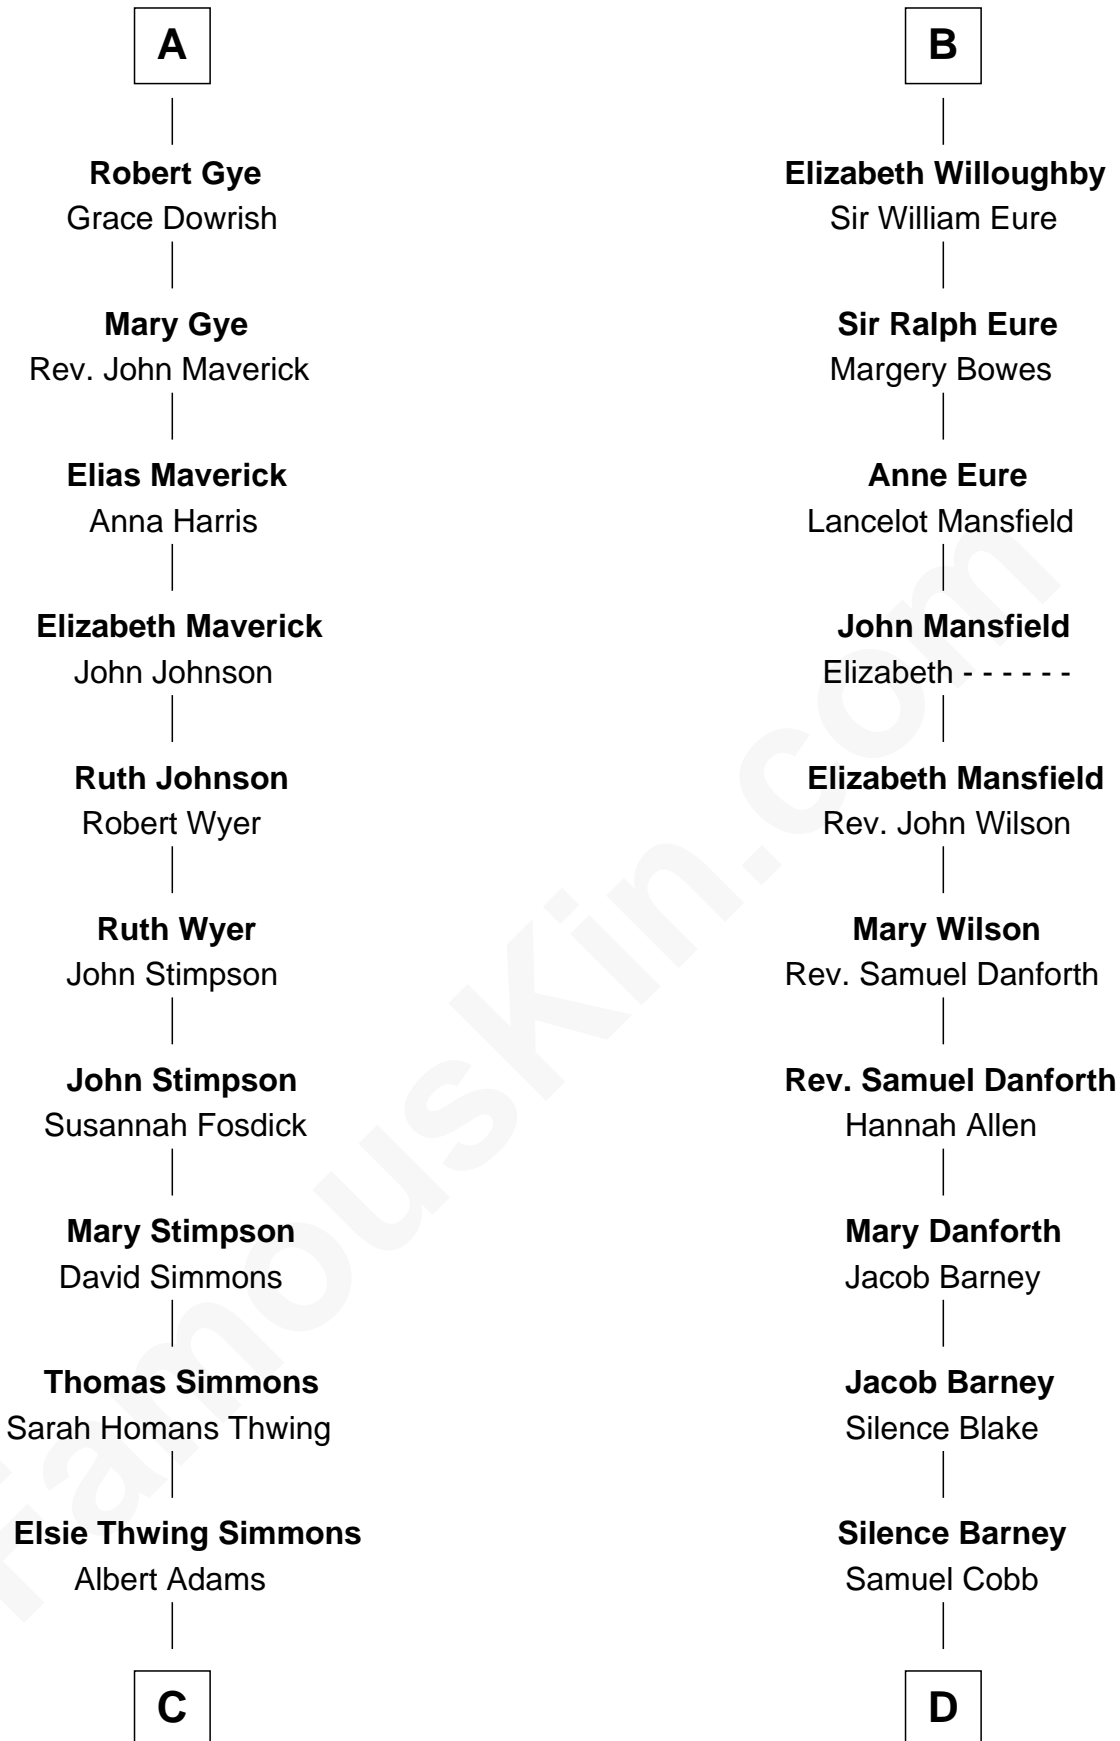 A
Robert Gye
Grace Dowrish
Mary Gye
Rev. John Maverick
Elias Maverick
Anna Harris
Elizabeth Maverick
John Johnson
Ruth Johnson
Robert Wyer
Ruth Wyer
John Stimpson
John Stimpson
Susannah Fosdick
Mary Stimpson
David Simmons
Thomas Simmons
Sarah Homans Thwing
Elsie Thwing Simmons
Albert Adams
C
B
Elizabeth Willoughby
Sir William Eure
Sir Ralph Eure
Margery Bowes
Anne Eure
Lancelot Mansfield
John Mansfield
Elizabeth - - - - - -
Elizabeth Mansfield
Rev. John Wilson
Mary Wilson
Rev. Samuel Danforth
Rev. Samuel Danforth
Hannah Allen
Mary Danforth
Jacob Barney
Jacob Barney
Silence Blake
Silence Barney
Samuel Cobb
D
FamousKin.com